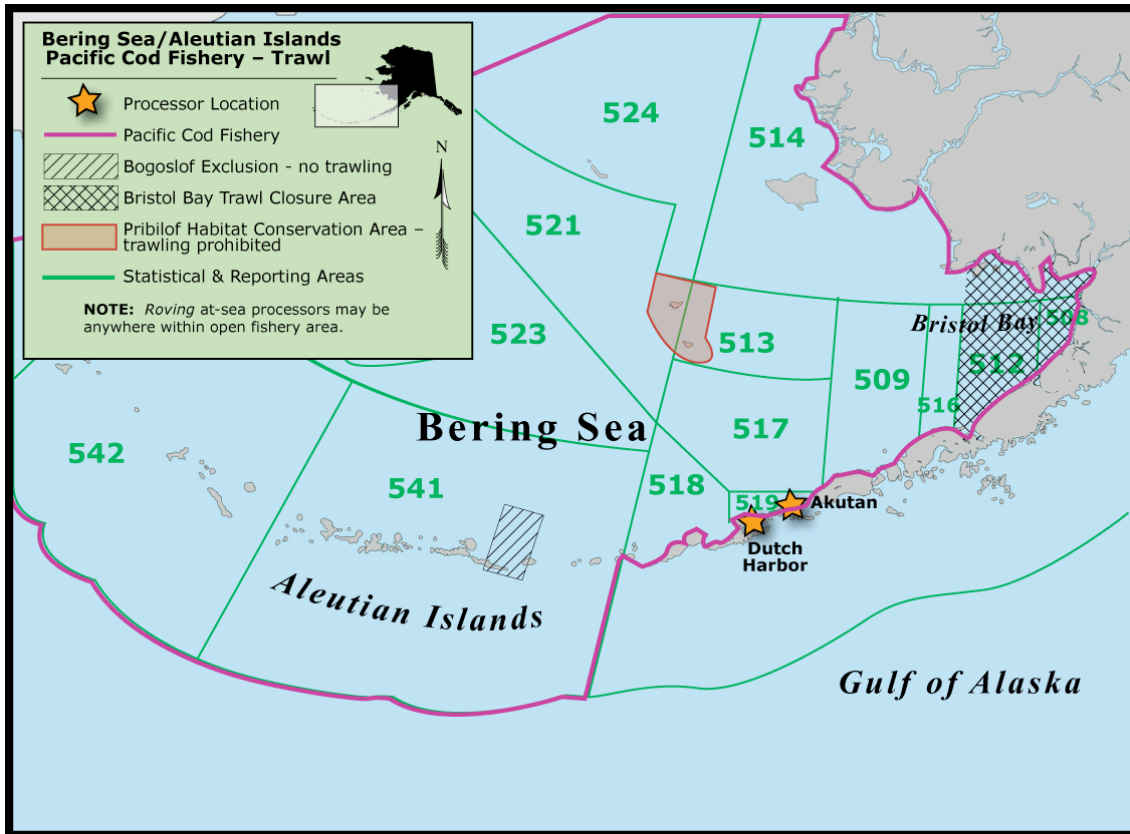 Bering Sea/Aleutian Islands
Pacific Cod Fishery – Trawl
Processor Location
Pacific Cod Fishery
Bogoslof Exclusion - no trawling
Bristol Bay Trawl Closure Area
Pribilof Habitat Conservation Area –
trawling prohibited
Statistical & Reporting Areas
NOTE: Roving at-sea processors may be
anywhere within open fishery area.
N
524
514
521
523
513
Bristol Bay
508
512
509
516
Bering Sea
517
542
541
518
519
Akutan
Dutch
Harbor
Aleutian Islands
Gulf of Alaska